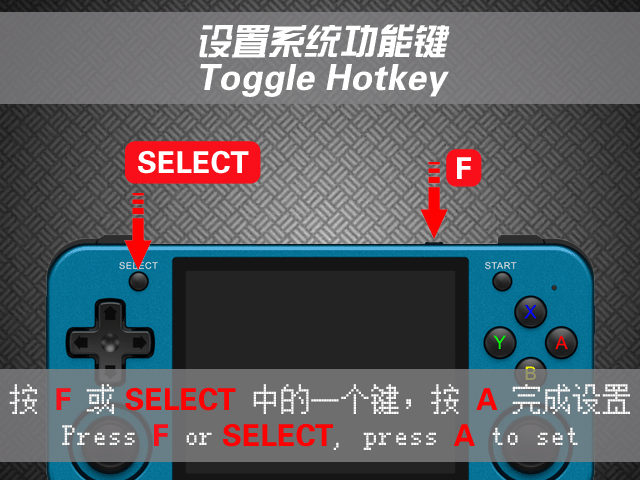 设置系统功能键
Toggle Hotkey
SELECT
F
SELECT
START
X
Y
A
B
按 F 或 SELECT 中的一个键，按 A 完成设置
Press F or SELECT, press A to set